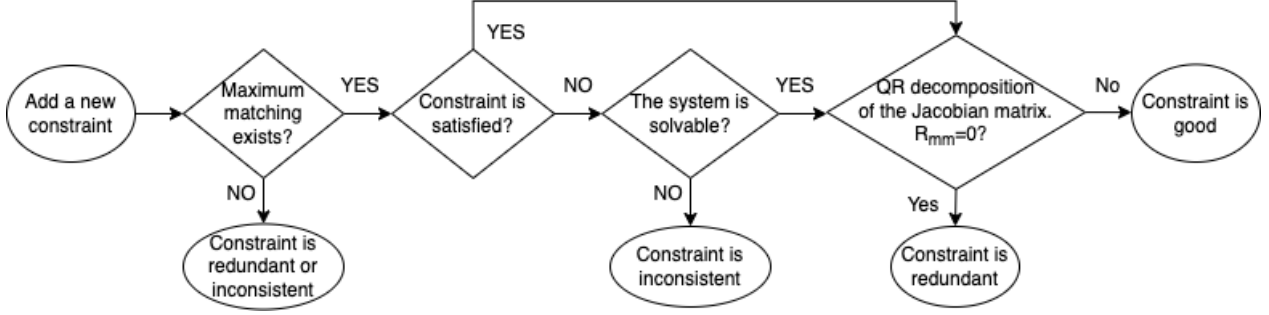 Add a new
constraint
Maximum
matching
exists?
YES
NO
Constraint is
redundant or
inconsistent
Constraint is
satisfied?
YES
NO
The system is
solvable?
YES
NO
Constraint is
inconsistent
QR decomposition
of the Jacobian matrix.
Rmm=0?
No
Yes
Constraint is
redundant
Constraint is
good